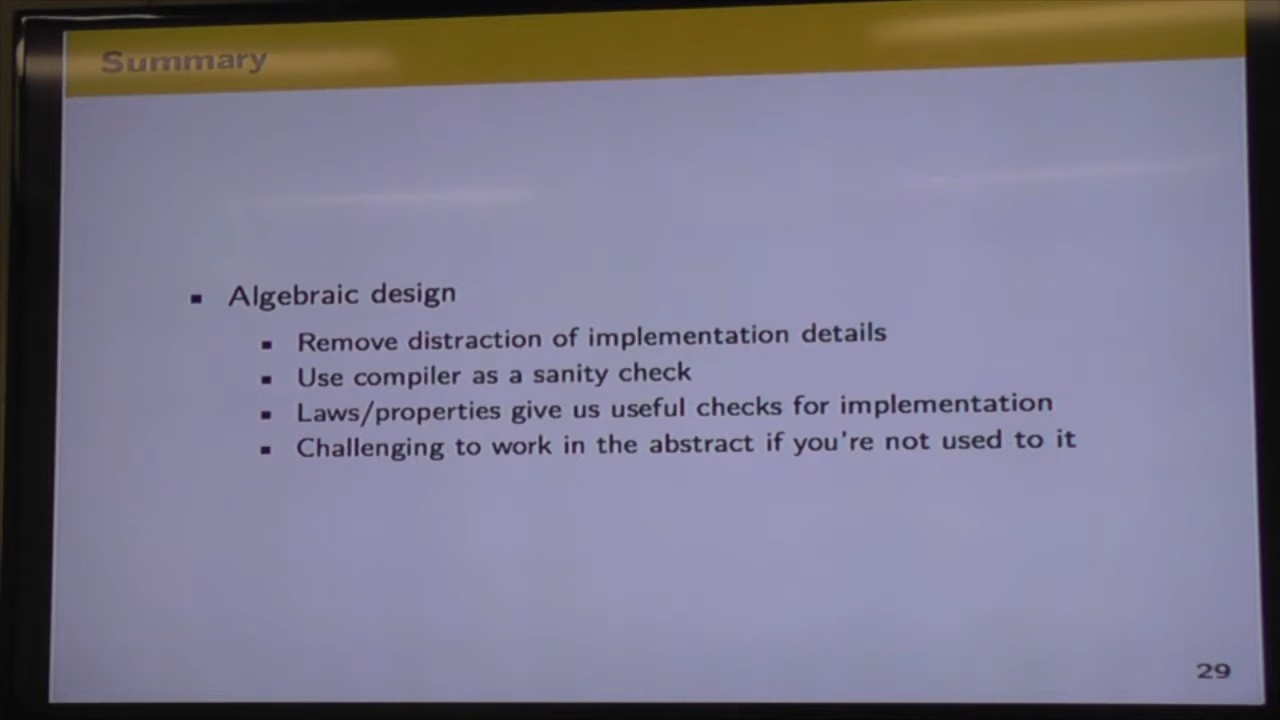 Summary
Algebraic design
Remove distraction of implementation details
Use compiler as a sanity check
Laws/properties give us useful checks for implementation
Challenging to work in the abstract if you're not used to it
29